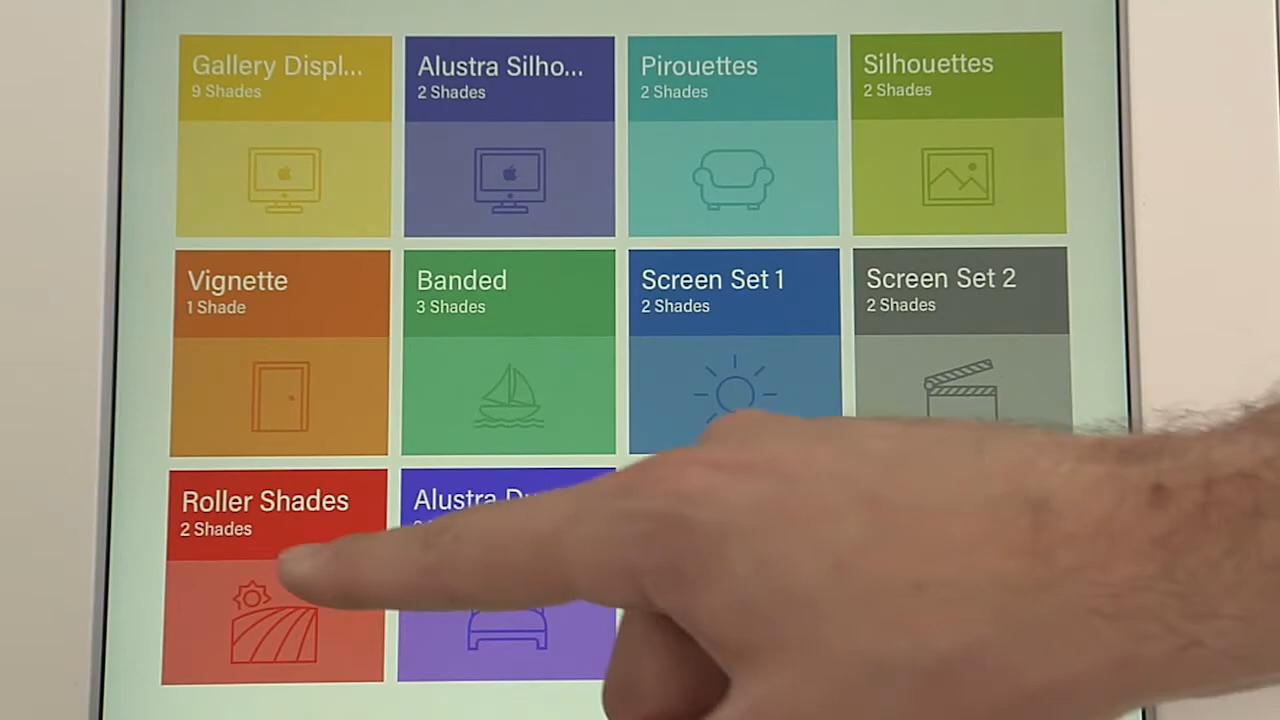 Gallery Displ...
9 Shades
Alustra Silho...
2 Shades
Pirouettes
2 Shades
Silhouettes
2 Shades
Vignette
1 Shade
Banded
3 Shades
Screen Set 1
2 Shades
Screen Set 2
2 Shades
Roller Shades
2 Shades
Alustra